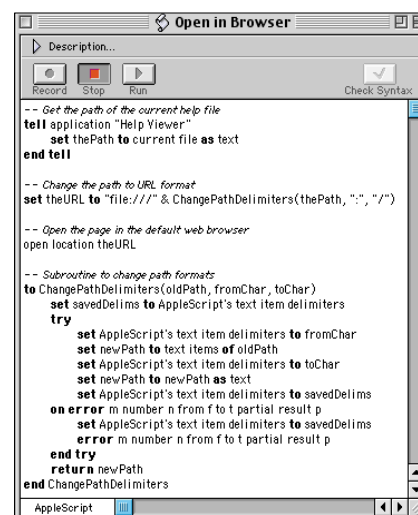 Open in Browser
Description...
Record Stop Run Check Syntax
-- Get the path of the current help file
tell application "Help Viewer"
set thePath to current file as text
end tell
-- Change the path to URL format
set theURL to "file:///" & ChangePathDelimiters(thePath, ":", "/")
-- Open the page in the default web browser
open location theURL
-- Subroutine to change path formats
to ChangePathDelimiters(oldPath, fromChar, toChar)
set savedDelims to AppleScript's text item delimiters
try
set AppleScript's text item delimiters to fromChar
set newPath to text items of oldPath
set AppleScript's text item delimiters to toChar
set newPath to newPath as text
set AppleScript's text item delimiters to savedDelims
on error m number n from f to t partial result p
set AppleScript's text item delimiters to savedDelims
error m number n from f to t partial result p
end try
return newPath
end ChangePathDelimiters
AppleScript